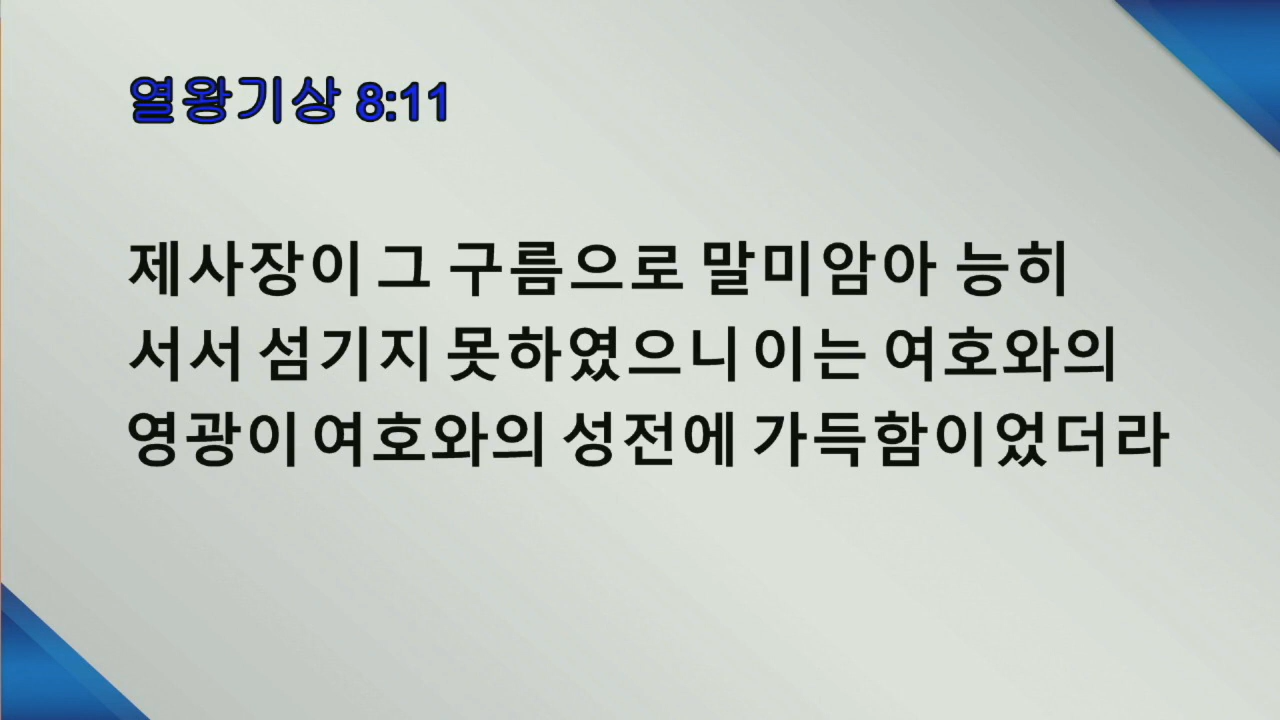 열왕기상 8:11
제사장이 그 구름으로 말미암아 능히
서서 섬기지 못하였으니 이는 여호와의
영광이 여호와의 성전에 가득함이었더라